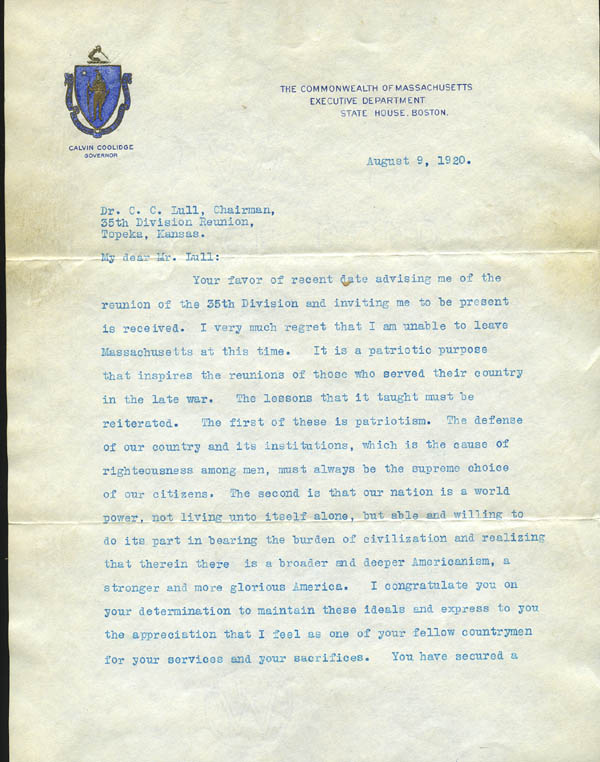 THE COMMONWEALTH OF MASSACHUSETTS
EXECUTIVE DEPARTMENT
STATE HOUSE, BOSTON.
CALVIN COOLIDGE
GOVERNOR
August 9, 1920.
Dr. C. C. Lull, Chairman,
35th Division Reunion,
Topeka, Kansas.
My dear Mr. Lull:
Your favor of recent date advising me of the
reunion of the 35th Division and inviting me to be present
is received. I very much regret that I am unable to leave
Massachusetts at this time. It is a patriotic purpose
that inspires the reunions of those who served their country
in the late war. The lessons that it taught must be
reiterated. The first of these is patriotism. The defense
of our country and its institutions, which is the cause of
righteousness among men, must always be the supreme choice
of our citizens. The second is that our nation is a world
power, not living unto itself alone, but able and willing to
do its part in bearing the burden of civilization and realizing
that therein there is a broader and deeper Americanism, a
stronger and more glorious America. I congratulate you on
your determination to maintain these ideals and express to you
the appreciation that I feel as one of your fellow countrymen
for your services and your sacrifices. You have secured a